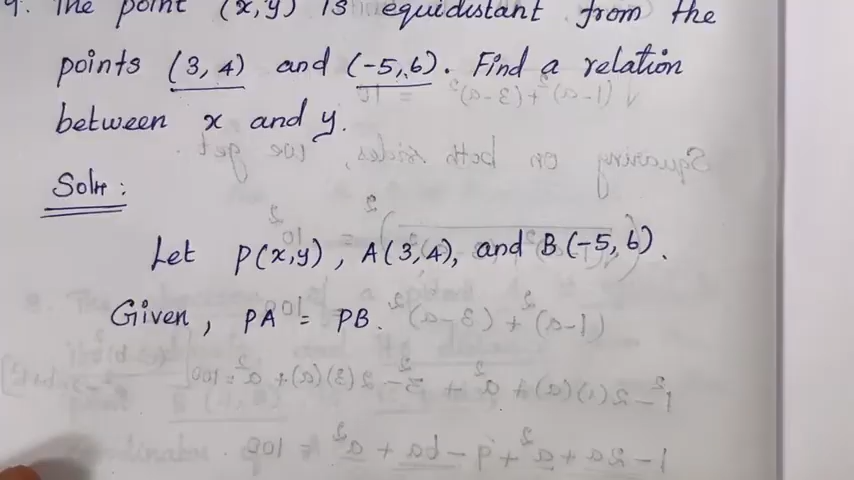 9. The point (x,y) is equidistant from the
points (3,4) and (-5,6). Find a relation
between x and y.
Soln:
Let P(x,y), A(3,4), and B(-5,6).
Given, PA = PB.